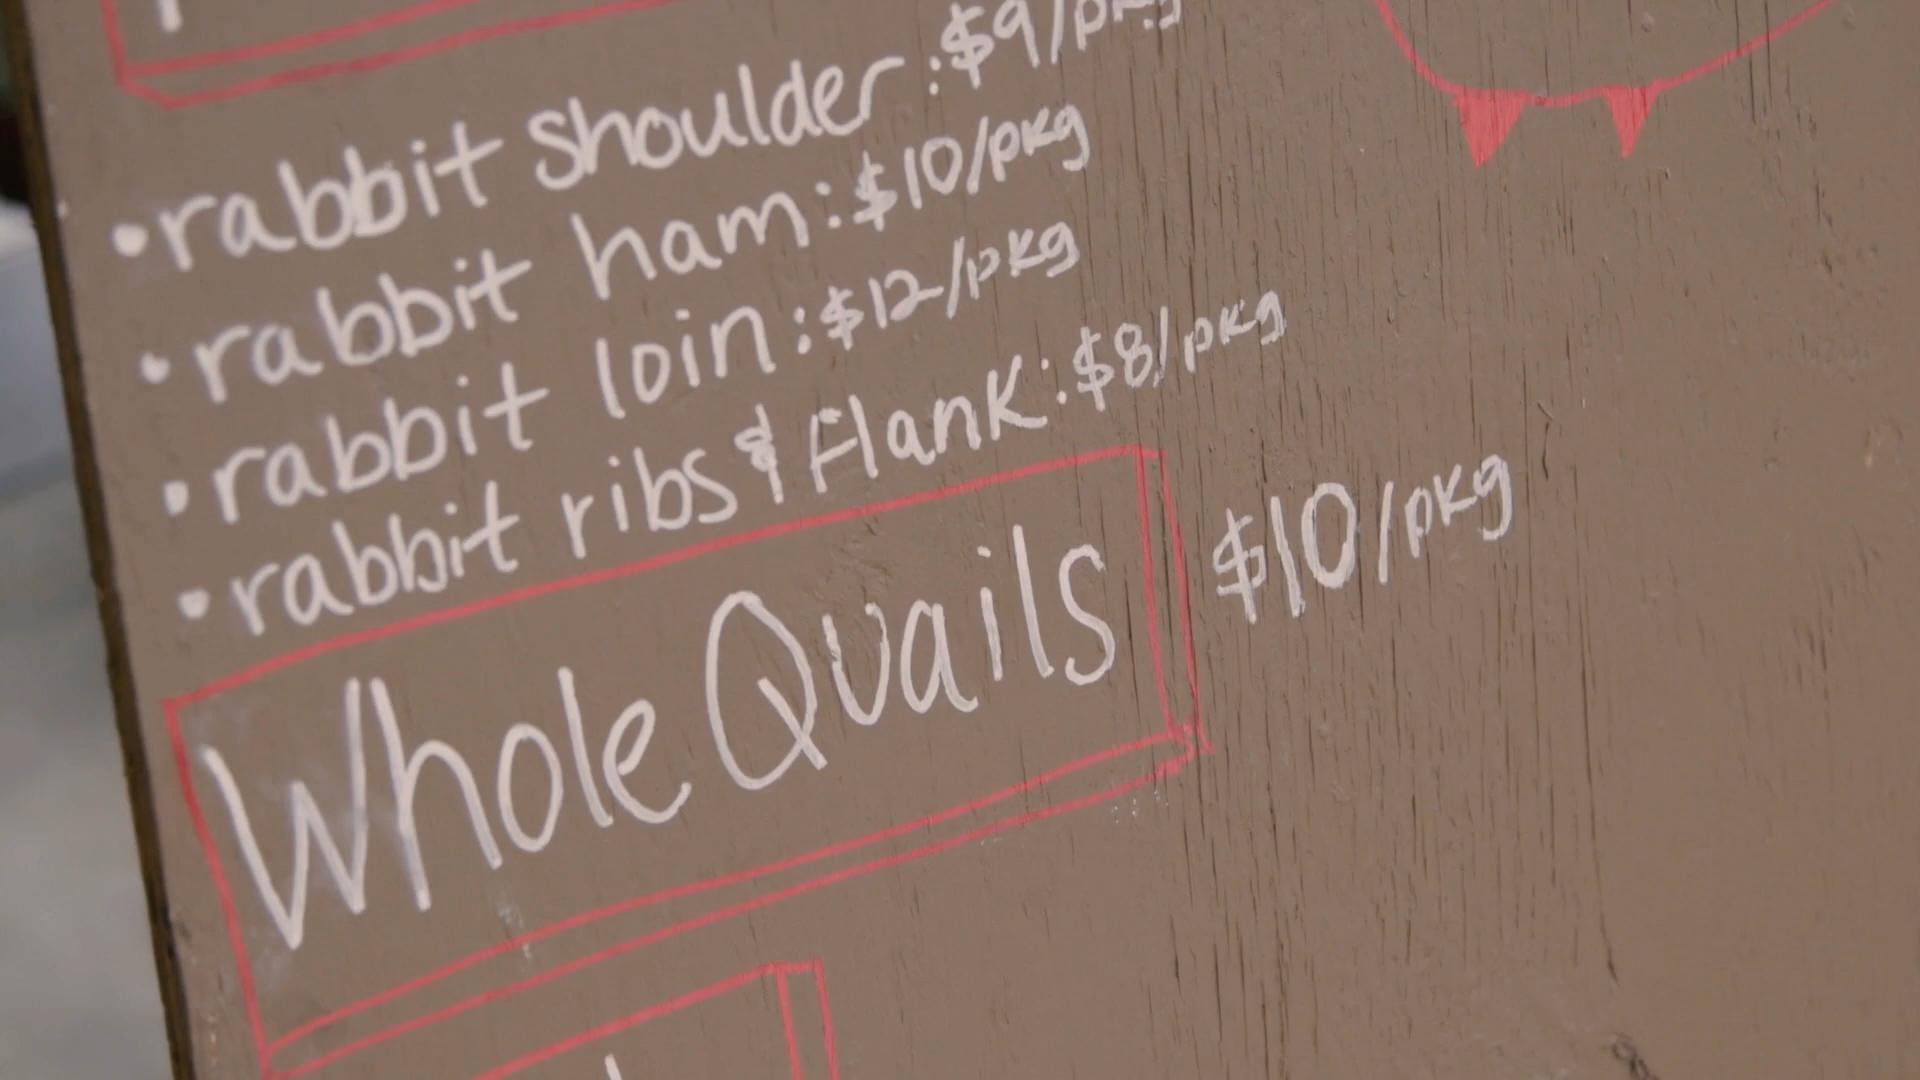 •rabbit shoulder:$9/pkg
•rabbit ham:$10/pkg
•rabbit loin:$12/pkg
•rabbit ribs & flank:$8/pkg
Whole Quails $10/pkg